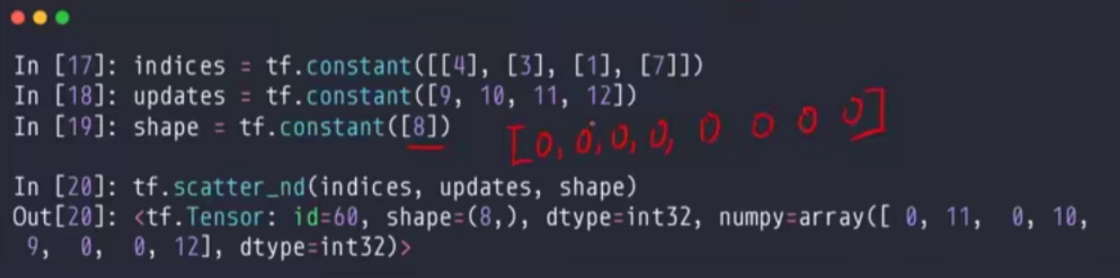 In [17]: indices = tf.constant([[4], [3], [1], [7]])
In [18]: updates = tf.constant([9, 10, 11, 12])
In [19]: shape = tf.constant([8])
[0, 0, 0, 0, 0 0 0 0]
In [20]: tf.scatter_nd(indices, updates, shape)
Out[20]: <tf.Tensor: id=60, shape=(8,), dtype=int32, numpy=array([ 0, 11,  0, 10,
9,  0,  0, 12], dtype=int32)>